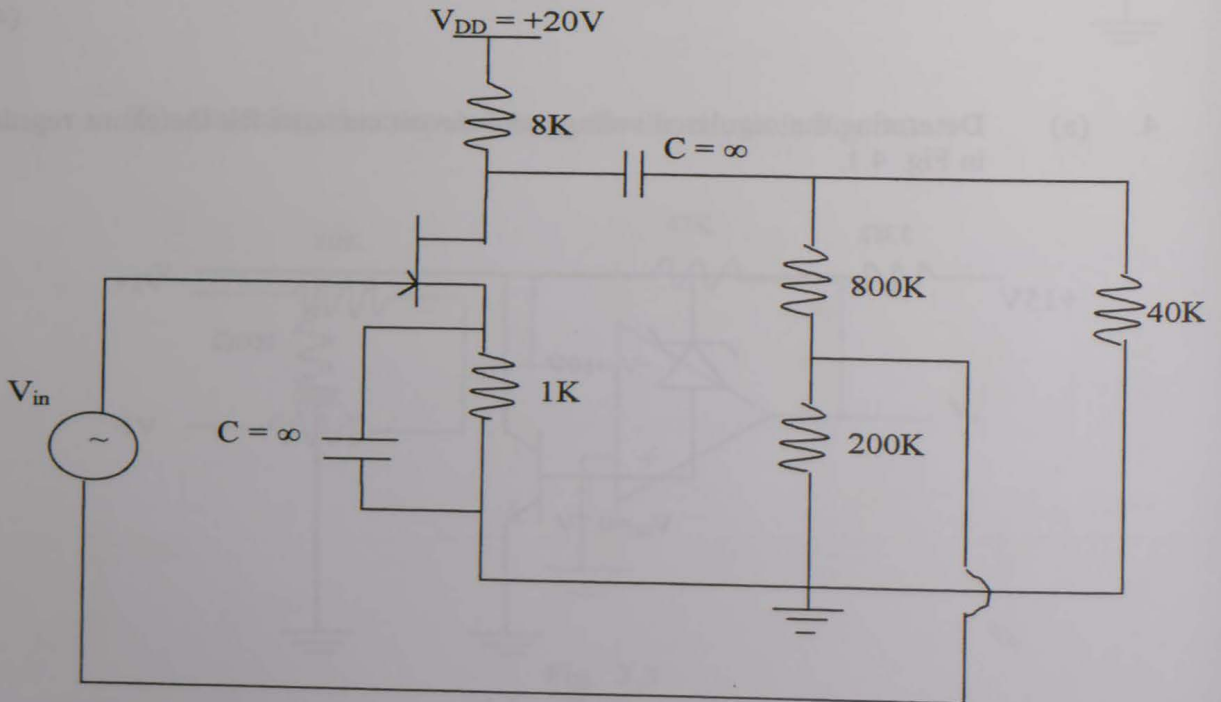 V_DD = +20V
8K
C = ∞
800K
40K
1K
V_in
~
C = ∞
200K